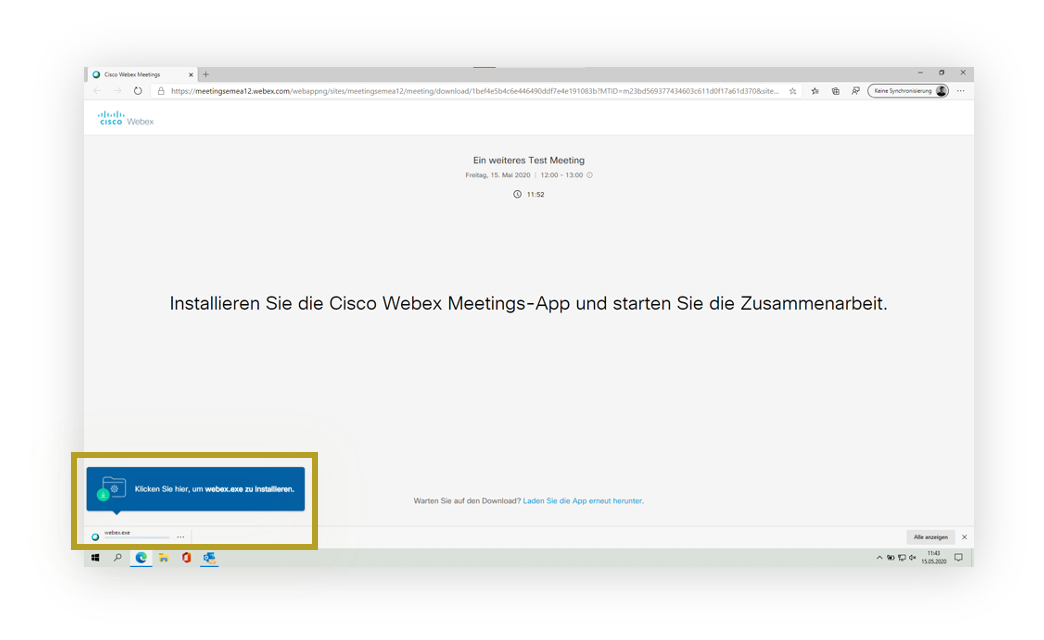 Cisco Webex Meetings
https://meetingsemea12.webex.com/webappng/sites/meetingsemea12/meeting/download/1bef4e5b4c6e446490ddf7e4e191083b?MTID=m23bd569377434603c611d0f17a61d370&site...
Keine Synchronisierung
CISCO Webex
Ein weiteres Test Meeting
Freitag, 15. Mai 2020 | 12:00 - 13:00
11:52
Installieren Sie die Cisco Webex Meetings-App und starten Sie die Zusammenarbeit.
Klicken Sie hier, um webex.exe zu installieren.
Warten Sie auf den Download? Laden Sie die App erneut herunter.
webex.exe
Alle anzeigen
11:43
15.05.2020